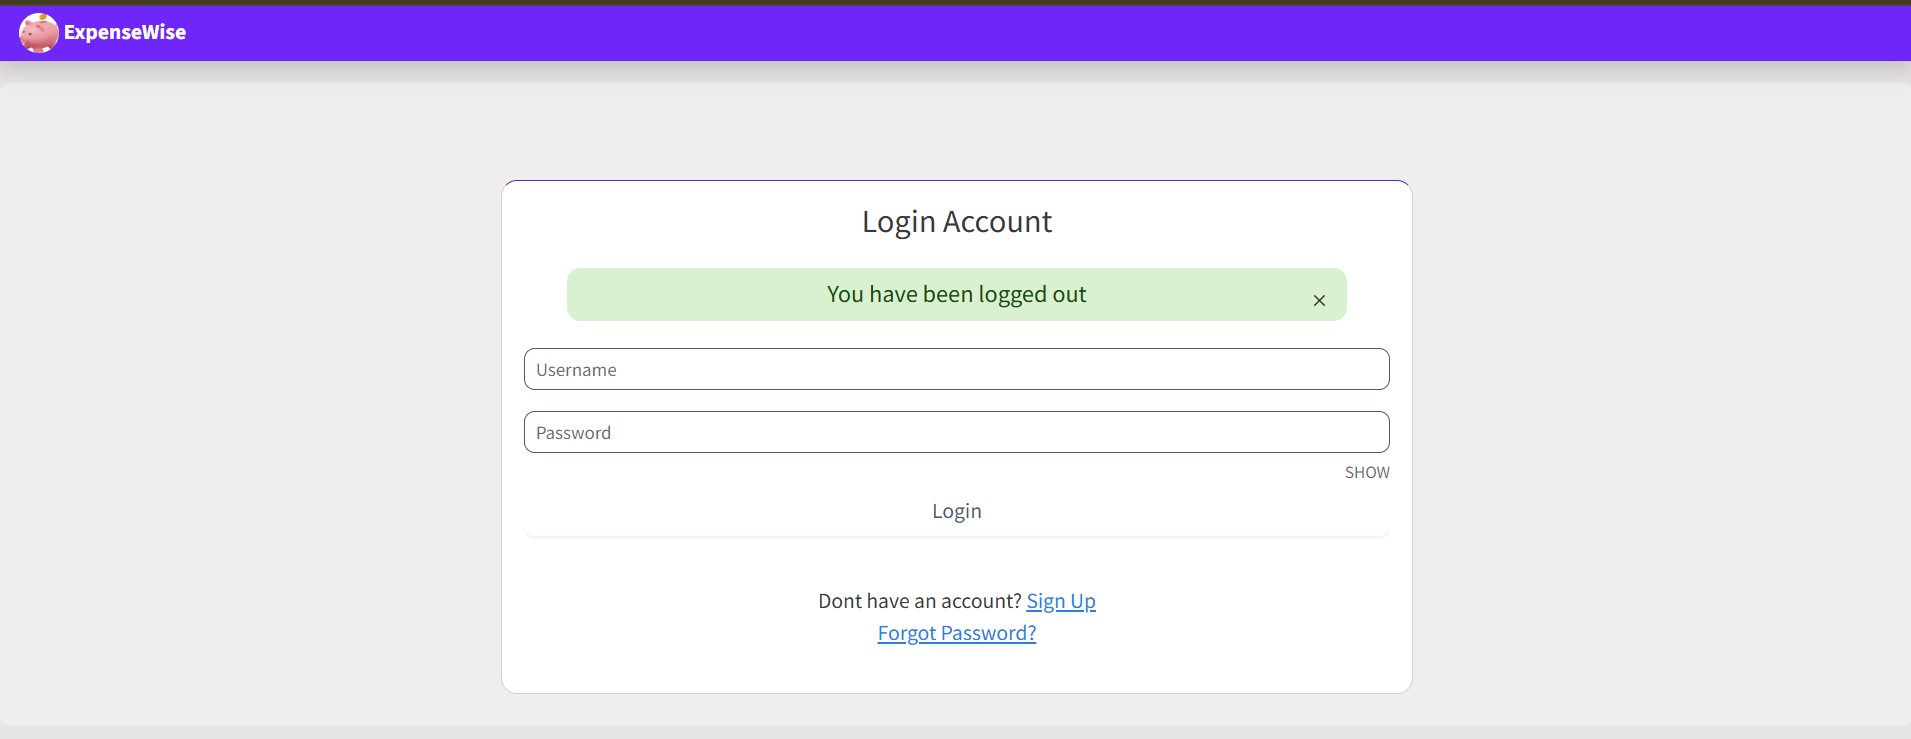 ExpenseWise
Login Account
You have been logged out
×
Username
Password
SHOW
Login
Dont have an account? Sign Up
Forgot Password?